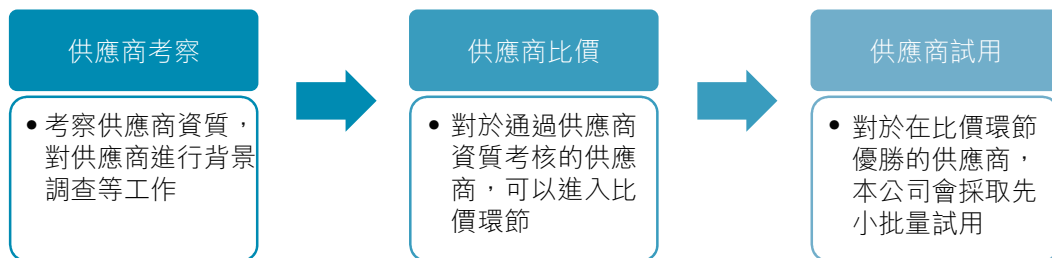 供應商考察
• 考察供應商資質，
對供應商進行背景
調查等工作
供應商比價
• 對於通過供應商
資質考核的供應
商，可以進入比
價環節
供應商試用
• 對於在比價環節
優勝的供應商，
本公司會採取先
小批量試用